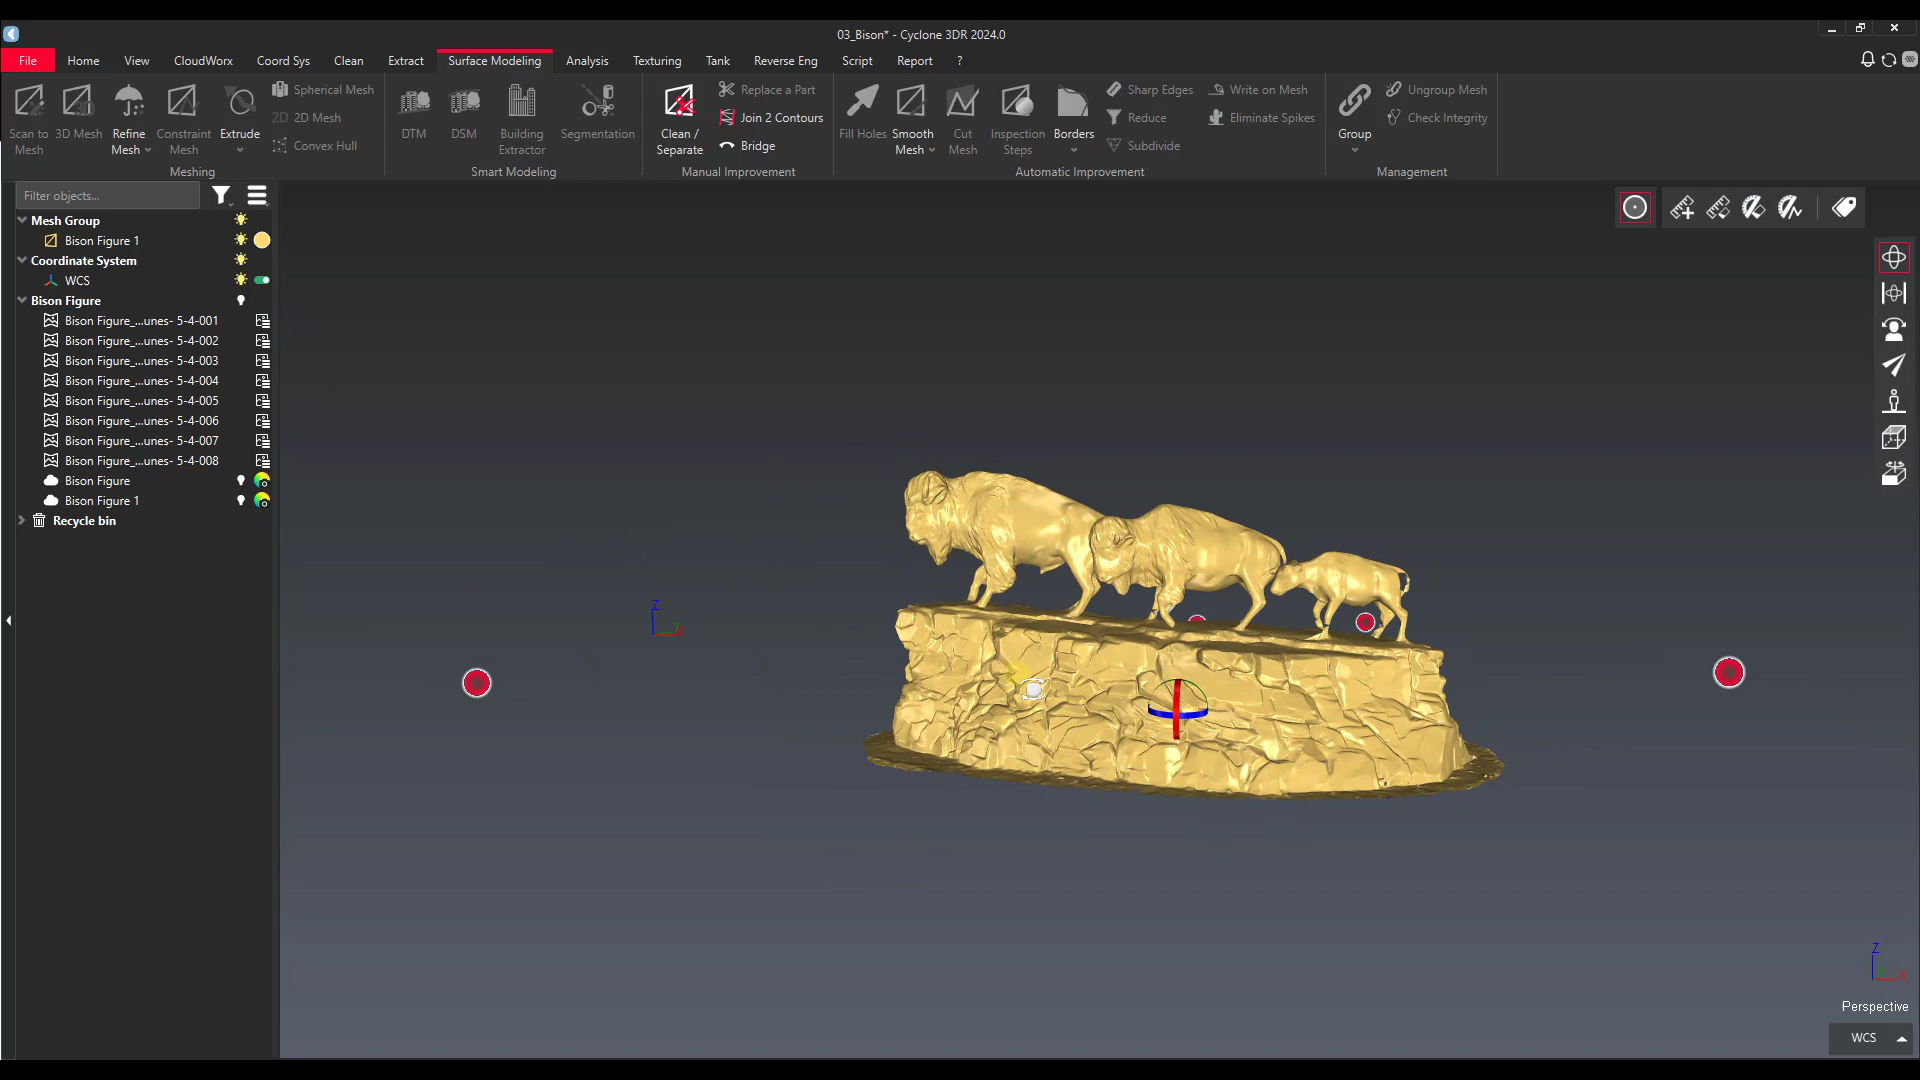 03_Bison* - Cyclone 3DR 2024.0
File Home View CloudWorx Coord Sys Clean Extract Surface Modeling Analysis Texturing Tank Reverse Eng Script Report ?
Scan to Mesh
3D Mesh
Refine Mesh
Constraint Mesh
Extrude
Spherical Mesh
2D 2D Mesh
Convex Hull
Meshing
DTM
DSM
Building Extractor
Segmentation
Smart Modeling
Clean / Separate
Replace a Part
Join 2 Contours
Bridge
Manual Improvement
Fill Holes
Smooth Mesh
Cut Mesh
Inspection Steps
Borders
Sharp Edges
Reduce
Subdivide
Write on Mesh
Eliminate Spikes
Automatic Improvement
Group
Ungroup Mesh
Check Integrity
Management
Filter objects...
Mesh Group
Bison Figure 1
Coordinate System
WCS
Bison Figure
Bison Figure_...unes- 5-4-001
Bison Figure_...unes- 5-4-002
Bison Figure_...unes- 5-4-003
Bison Figure_...unes- 5-4-004
Bison Figure_...unes- 5-4-005
Bison Figure_...unes- 5-4-006
Bison Figure_...unes- 5-4-007
Bison Figure_...unes- 5-4-008
Bison Figure
Bison Figure 1
Recycle bin
Z
Y
Z
X
Perspective
WCS